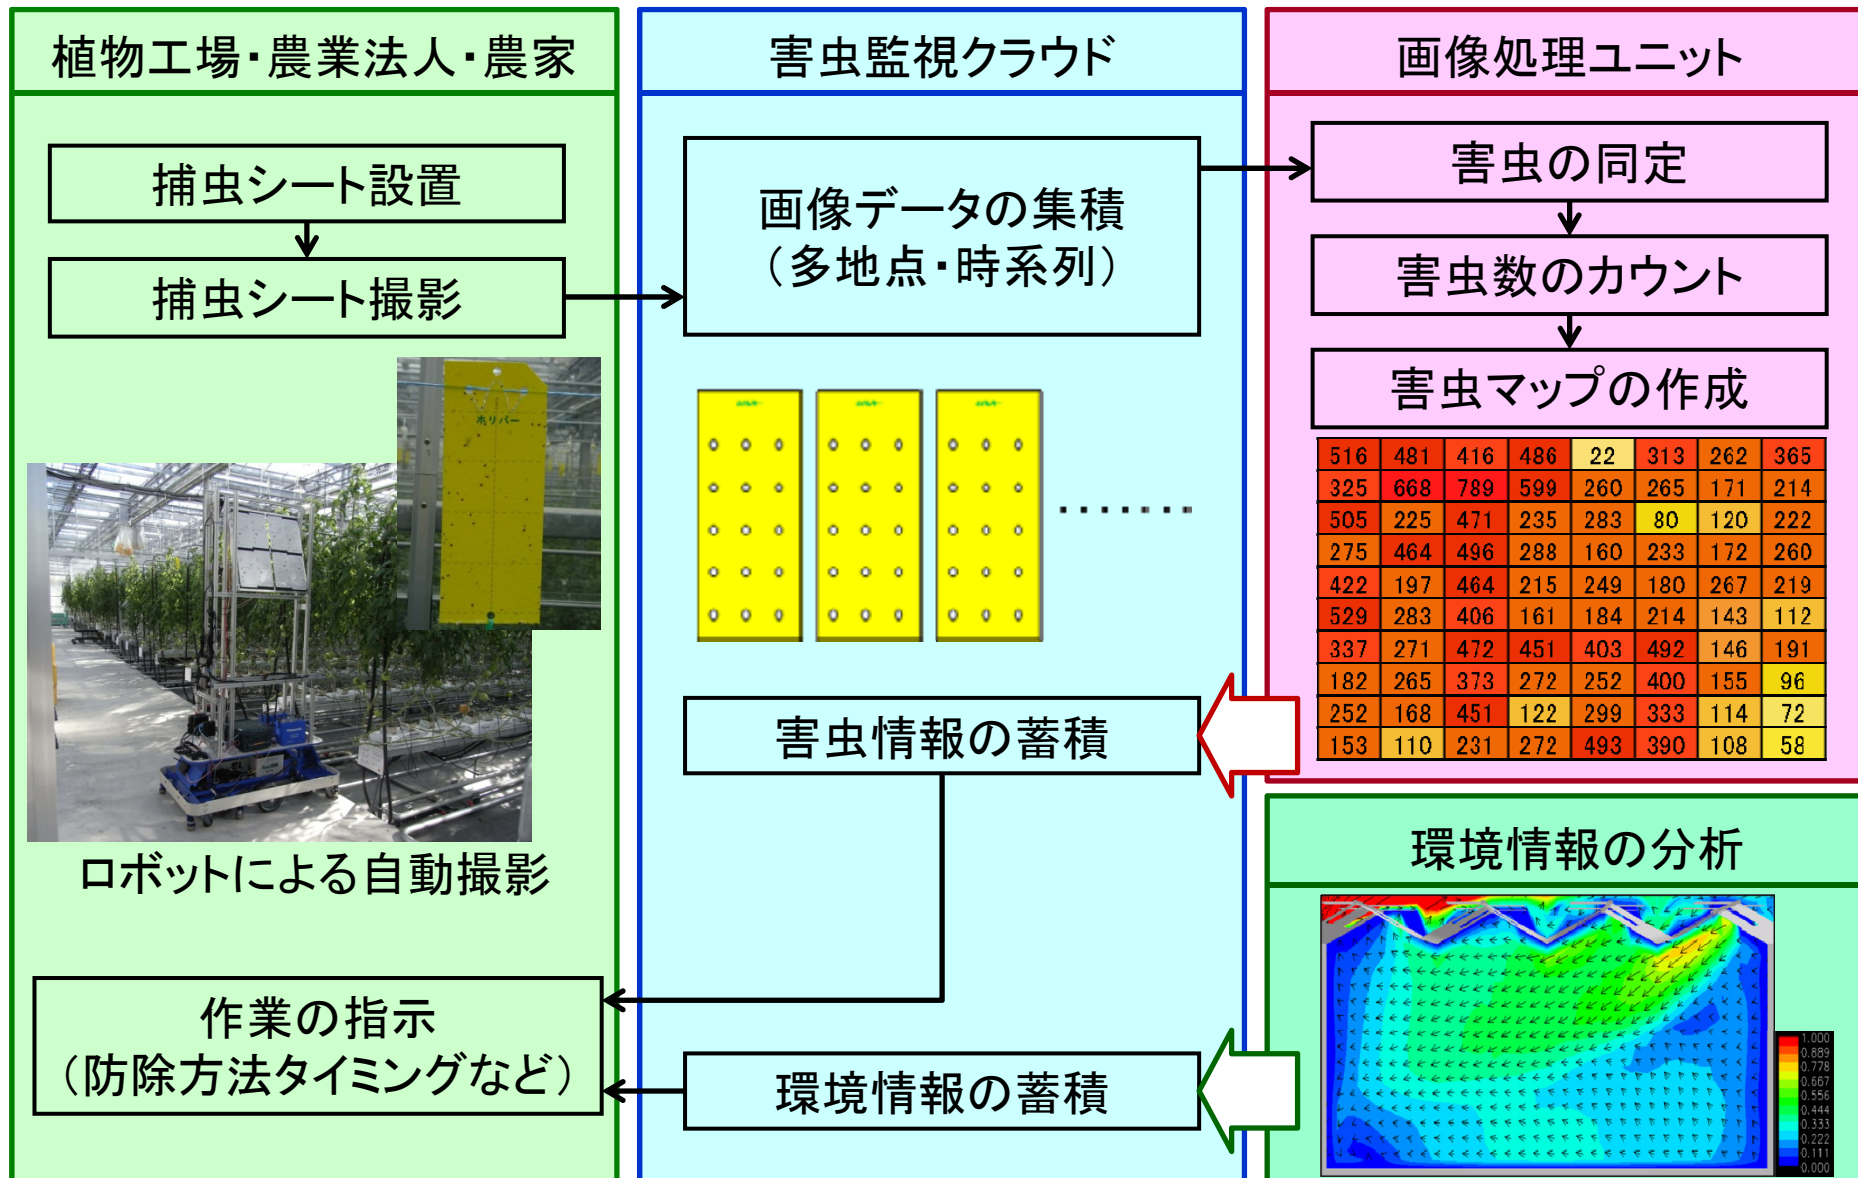 植物工場・農業法人・農家
捕虫シート設置
捕虫シート撮影
ホリバー
ロボットによる自動撮影
作業の指示
（防除方法タイミングなど）
害虫監視クラウド
画像データの集積
（多地点・時系列）
・・・・・・・
害虫情報の蓄積
環境情報の蓄積
画像処理ユニット
害虫の同定
害虫数のカウント
害虫マップの作成
516 481 416 486 22 313 262 365
325 668 789 599 260 265 171 214
505 225 471 235 283 80 120 222
275 464 496 288 160 233 172 260
422 197 464 215 249 180 267 219
529 283 406 161 184 214 143 112
337 271 472 451 403 492 146 191
182 265 373 272 252 400 155 96
252 168 451 122 299 333 114 72
153 110 231 272 493 390 108 58
環境情報の分析
1.000
0.889
0.778
0.667
0.556
0.444
0.333
0.222
0.111
0.000